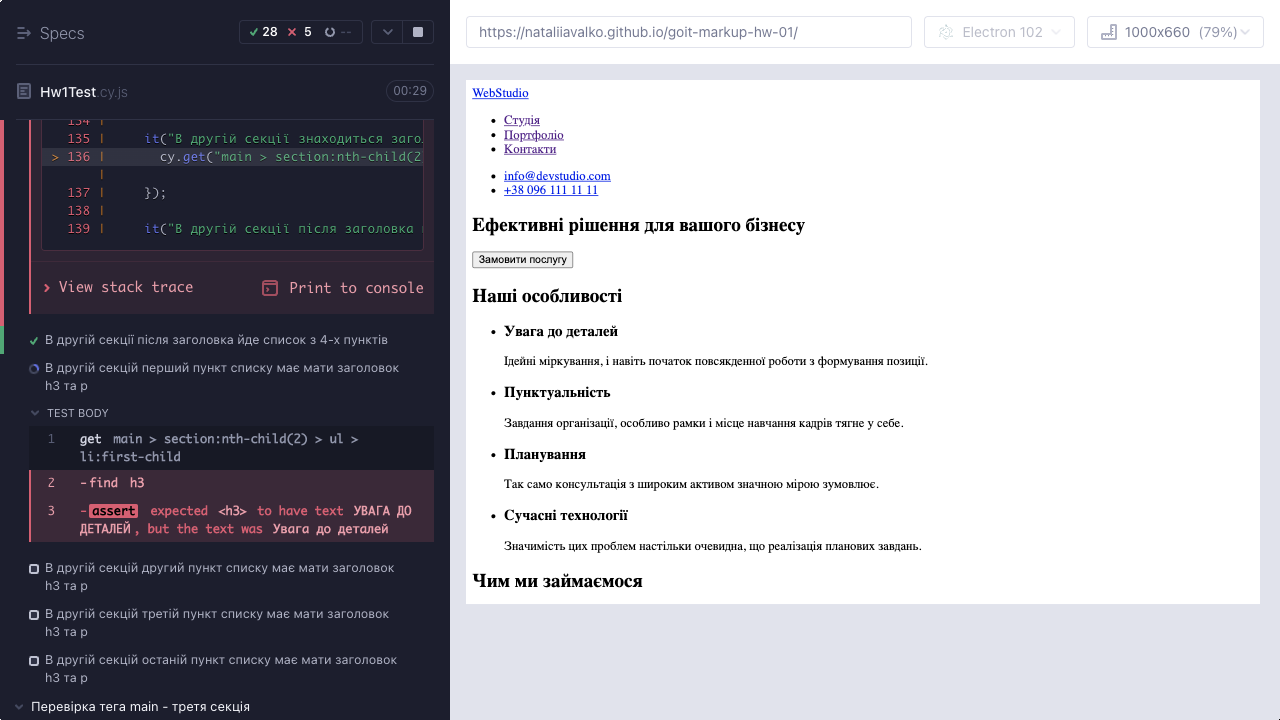 Specs
28 5 --
Hw1Test.cy.js
00:29
134 |
135 | it("В другій секції знаходиться заго
> 136 | cy.get("main > section:nth-child(2
|
137 | });
138 |
139 | it("В другій секції після заголовка
View stack trace
Print to console
В другій секції після заголовка йде список з 4-х пунктів
В другій секцій перший пункт списку має мати заголовок
h3 та p
TEST BODY
1 get main > section:nth-child(2) > ul >
li:first-child
2 -find h3
3 -assert expected <h3> to have text УВАГА ДО
ДЕТАЛЕЙ, but the text was Увага до деталей
В другій секцій другий пункт списку має мати заголовок
h3 та p
В другій секцій третій пункт списку має мати заголовок
h3 та p
В другій секцій останій пункт списку має мати заголовок
h3 та p
Перевірка тега main - третя секція
https://nataliiavalko.github.io/goit-markup-hw-01/
Electron 102
1000x660 (79%)
WebStudio
Студія
Портфоліо
Контакти
info@devstudio.com
+38 096 111 11 11
Ефективні рішення для вашого бізнесу
Замовити послугу
Наші особливості
Увага до деталей
Ідейні міркування, і навіть початок повсякденної роботи з формування позиції.
Пунктуальність
Завдання організації, особливо рамки і місце навчання кадрів тягне у себе.
Планування
Так само консультація з широким активом значною мірою зумовлює.
Сучасні технології
Значимість цих проблем настільки очевидна, що реалізація планових завдань.
Чим ми займаємося